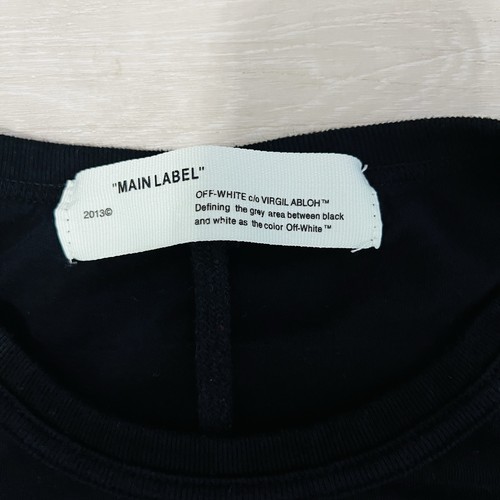 "MAIN LABEL"
2013©
OFF-WHITE c/o VIRGIL ABLOH™
Defining the grey area between black
and white as the color Off-White™